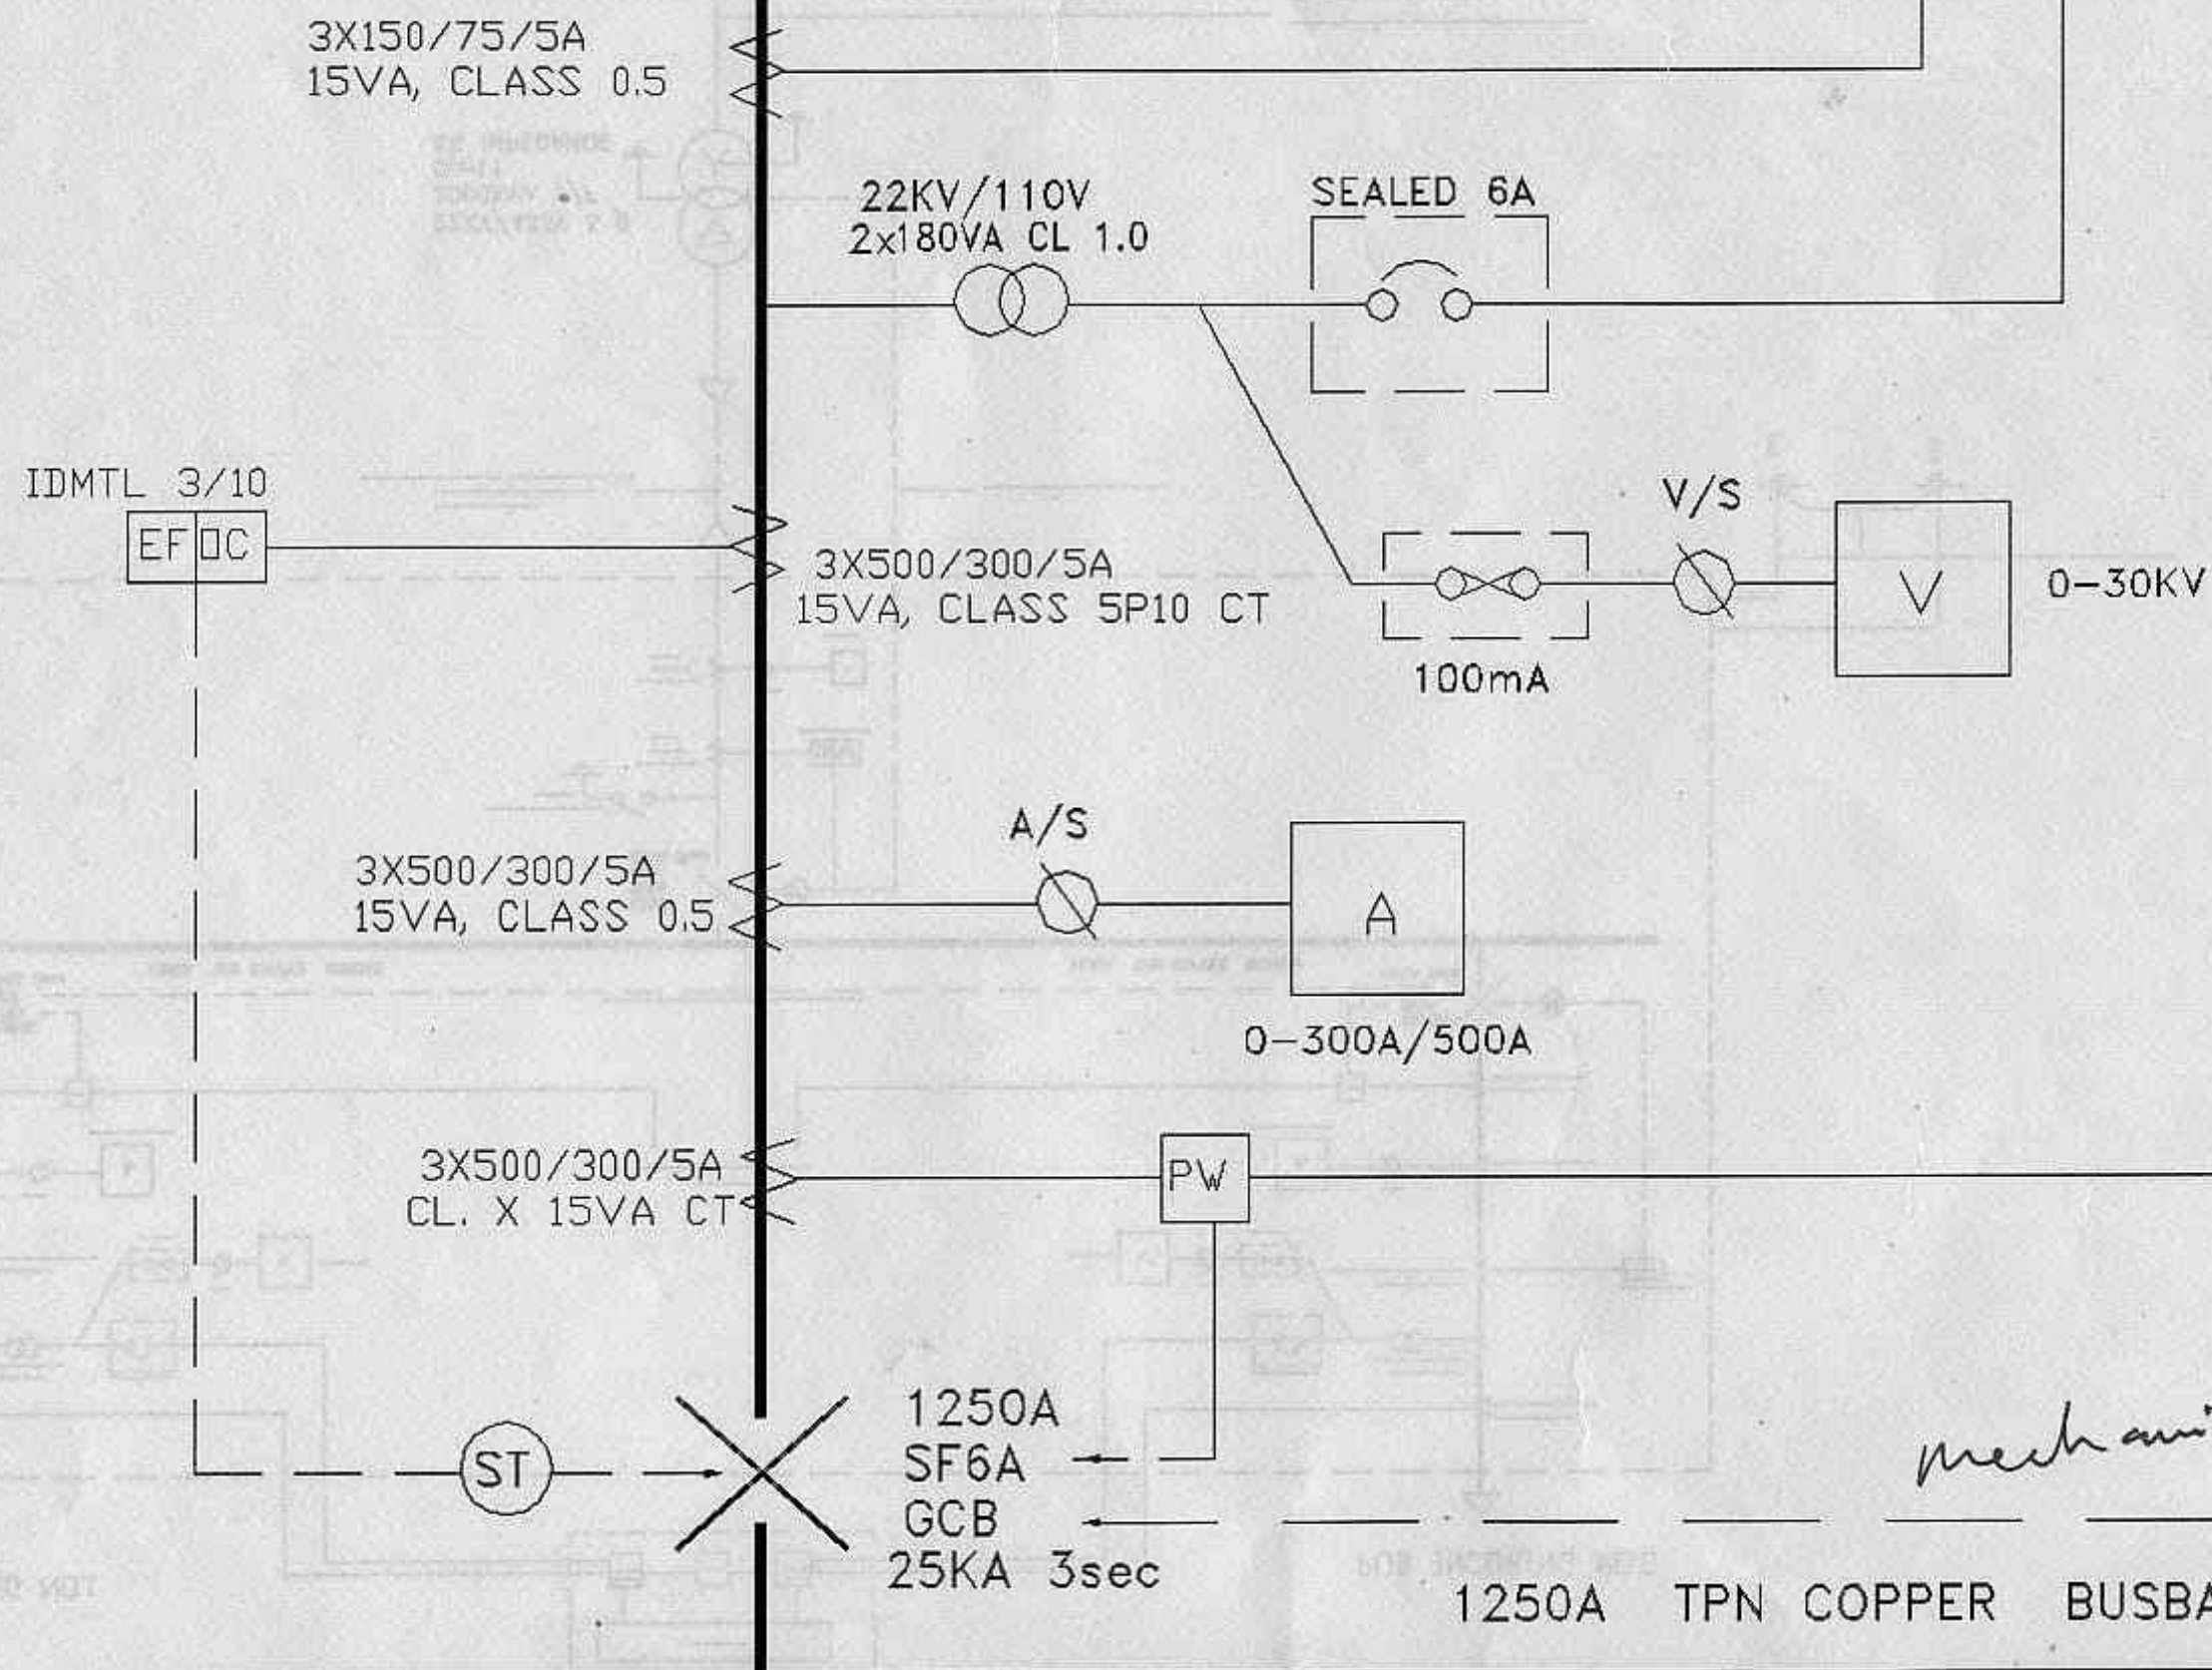 3X150/75/5A
15VA, CLASS 0.5
22KV/110V
2x180VA CL 1.0
SEALED 6A
IDMTL 3/10
EF OC
3X500/300/5A
15VA, CLASS 5P10 CT
V/S
V
0-30KV
100mA
3X500/300/5A
15VA, CLASS 0.5
A/S
A
0-300A/500A
3X500/300/5A
CL. X 15VA CT
PW
ST
1250A
SF6A
GCB
25KA 3sec
1250A TPN COPPER